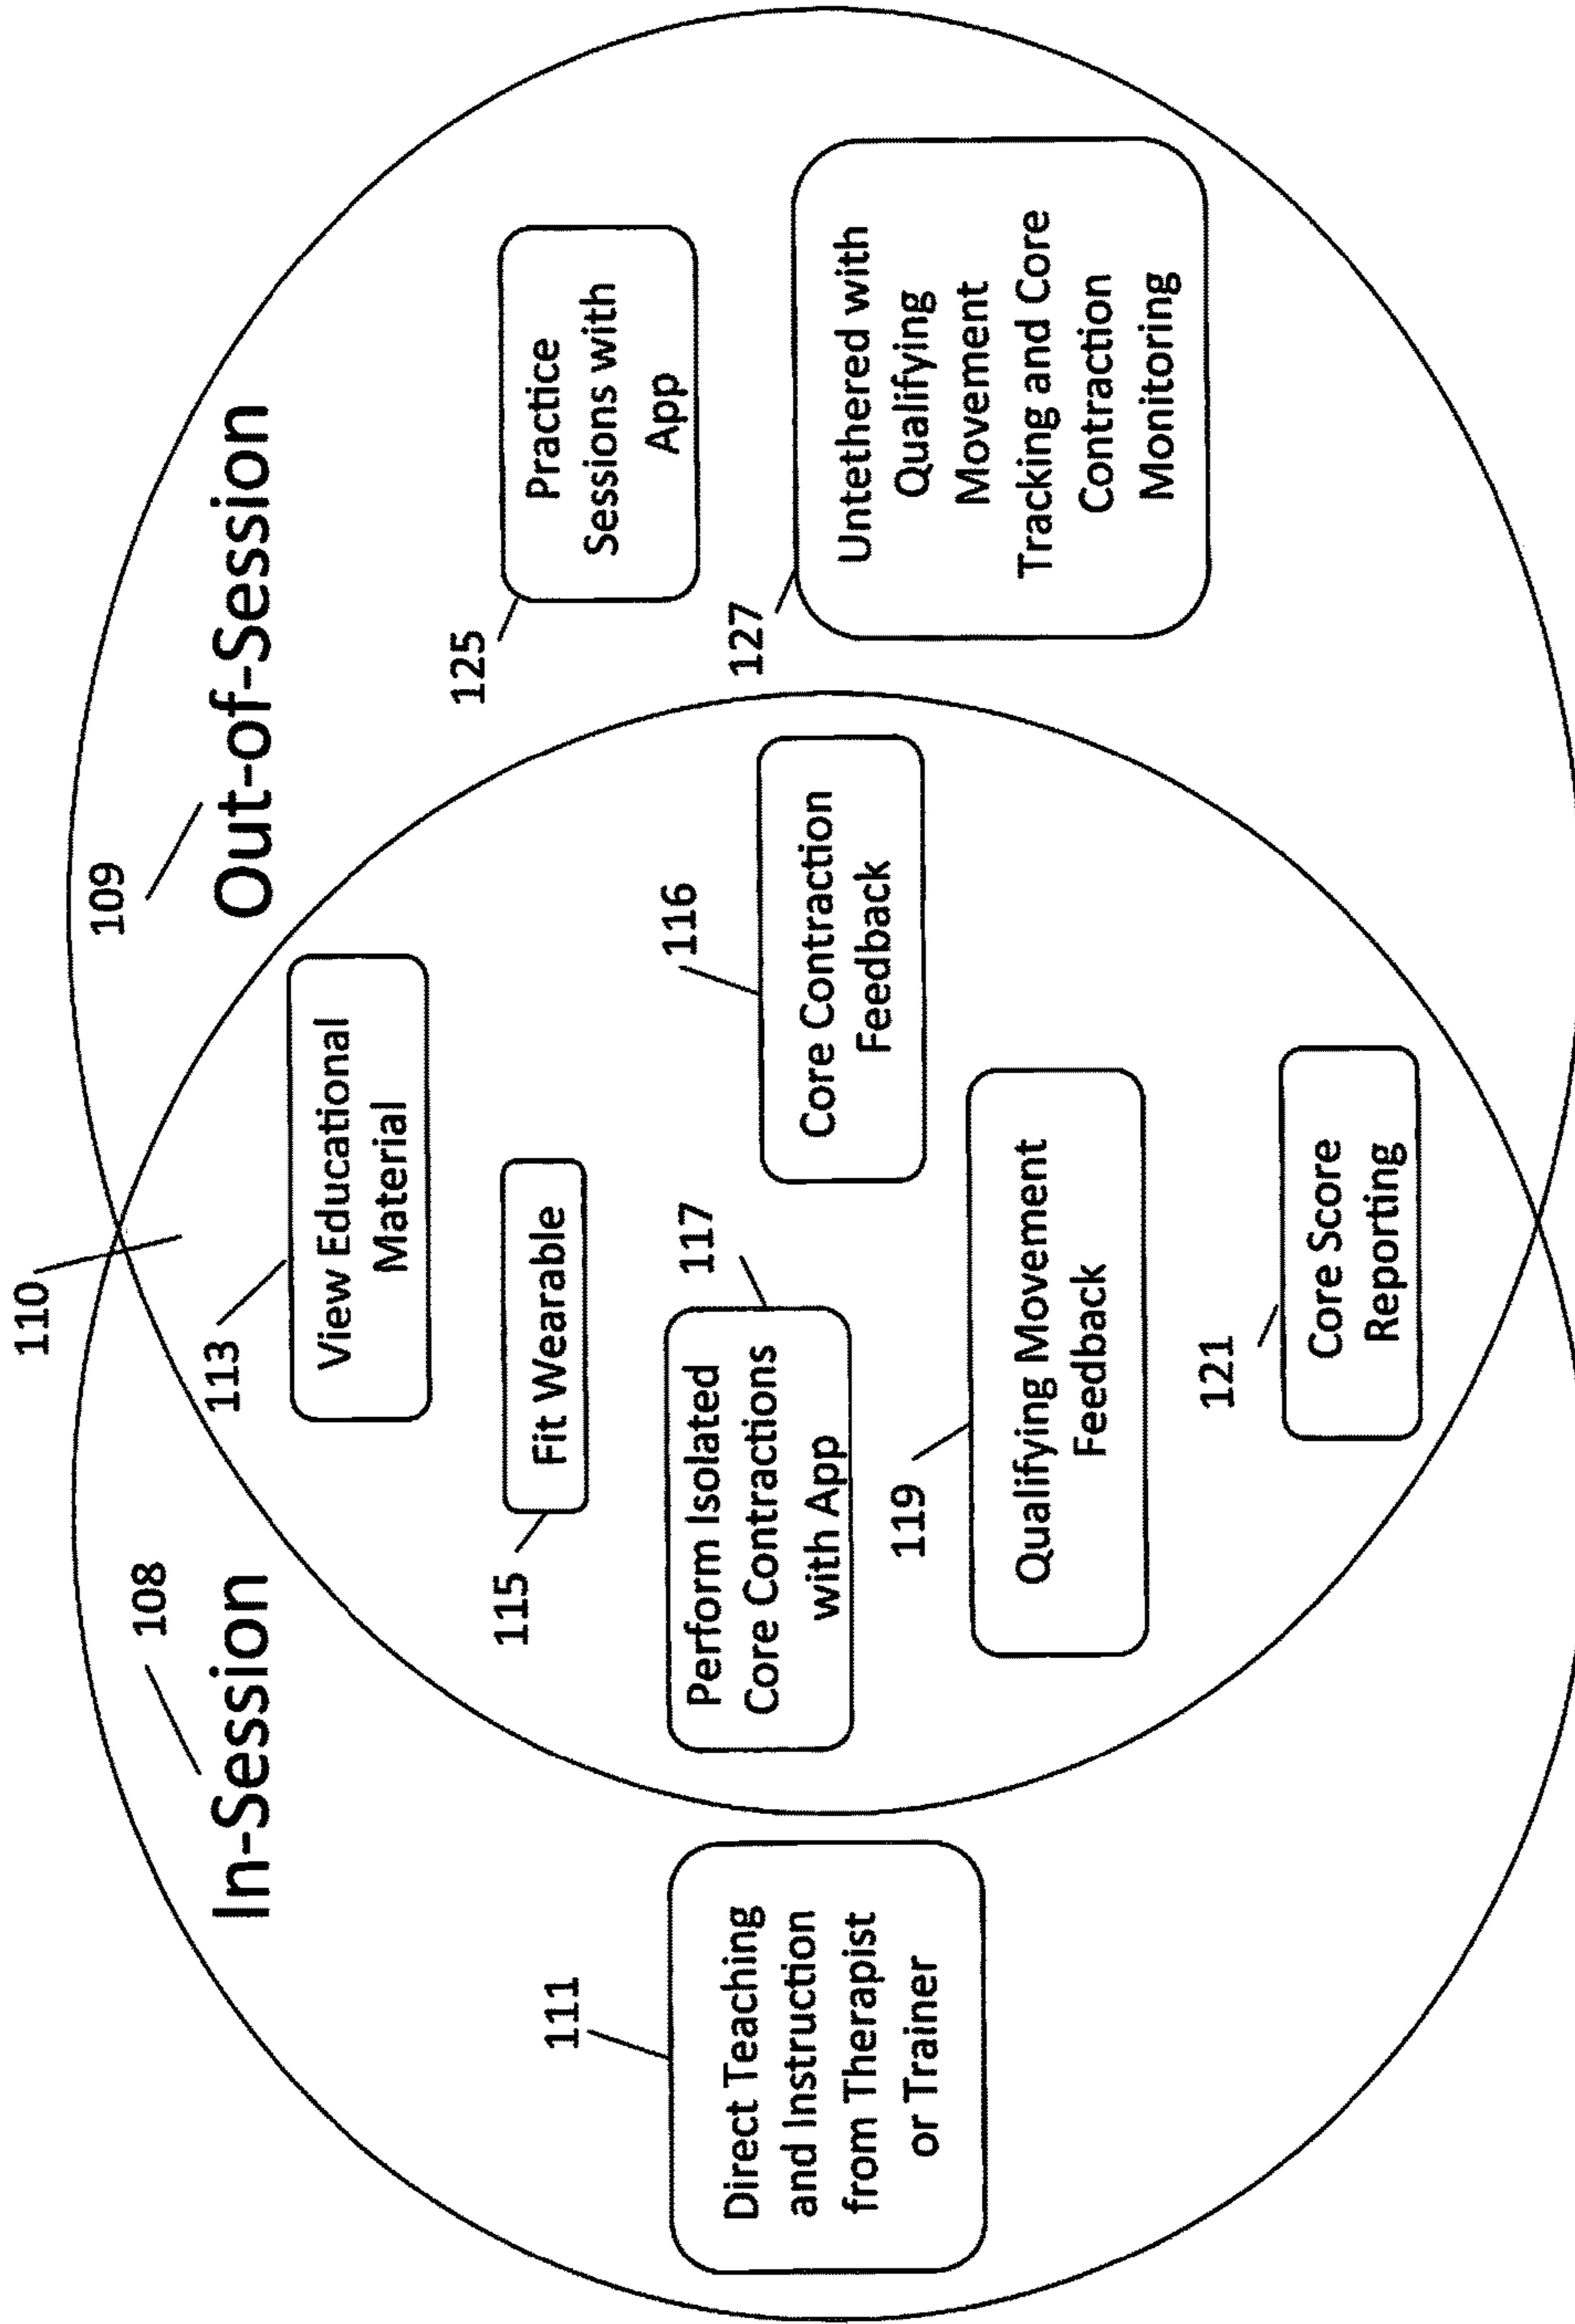 110
108
In-Session
109
Out-of-Session
113
View Educational
Material
115
Fit Wearable
117
Perform Isolated
Core Contractions
with App
116
Core Contraction
Feedback
119
Qualifying Movement
Feedback
121
Core Score
Reporting
111
Direct Teaching
and Instruction
from Therapist
or Trainer
125
Practice
Sessions with
App
127
Untethered with
Qualifying
Movement
Tracking and Core
Contraction
Monitoring